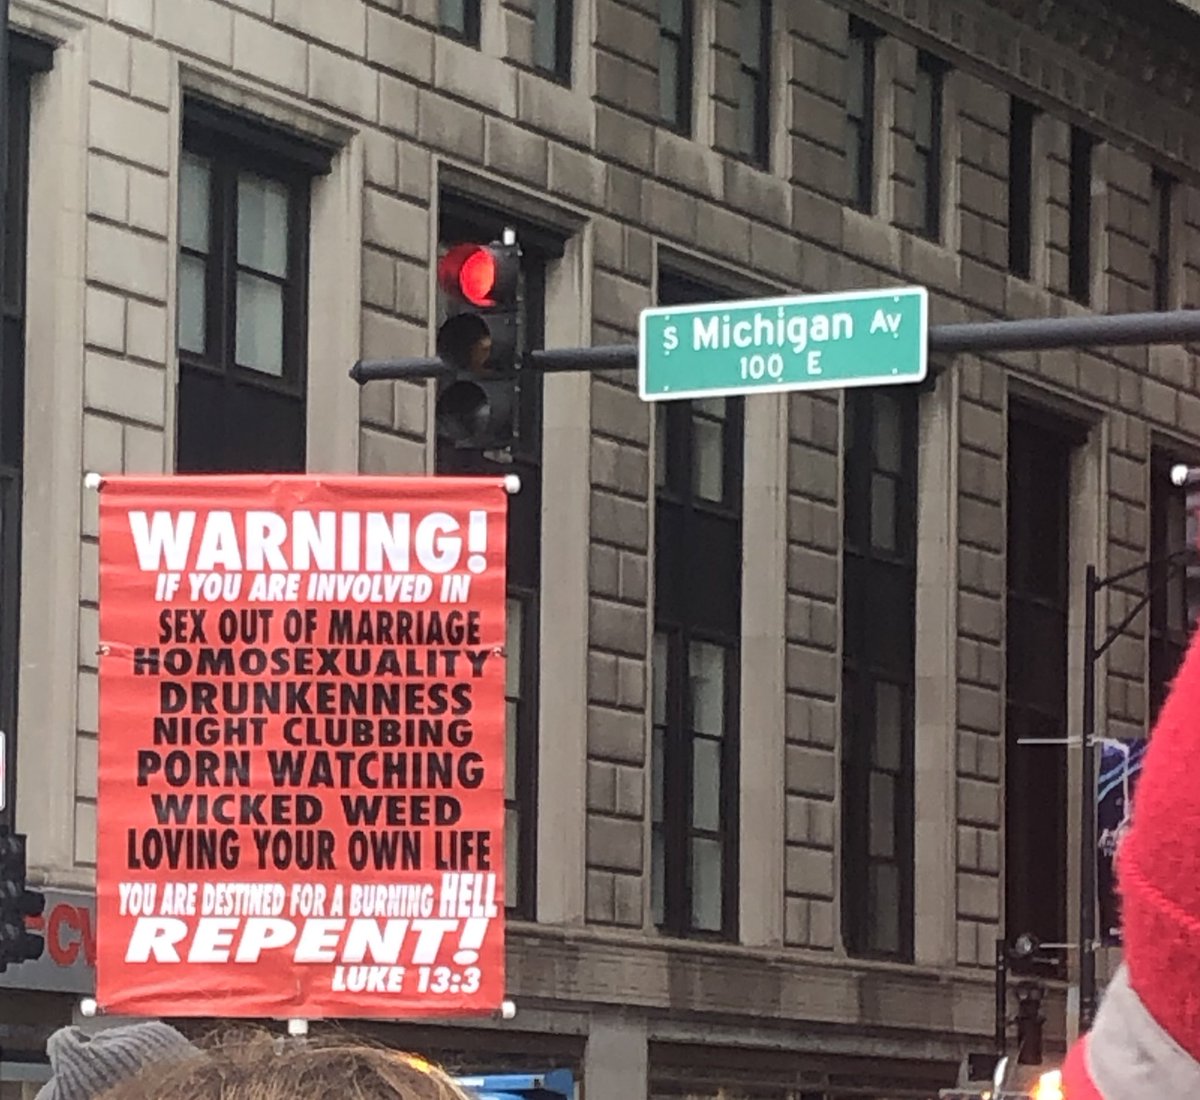 S Michigan Av
100 E
WARNING!
IF YOU ARE INVOLVED IN
SEX OUT OF MARRIAGE
HOMOSEXUALITY
DRUNKENNESS
NIGHT CLUBBING
PORN WATCHING
WICKED WEED
LOVING YOUR OWN LIFE
YOU ARE DESTINED FOR A BURNING HELL
REPENT!
LUKE 13:3